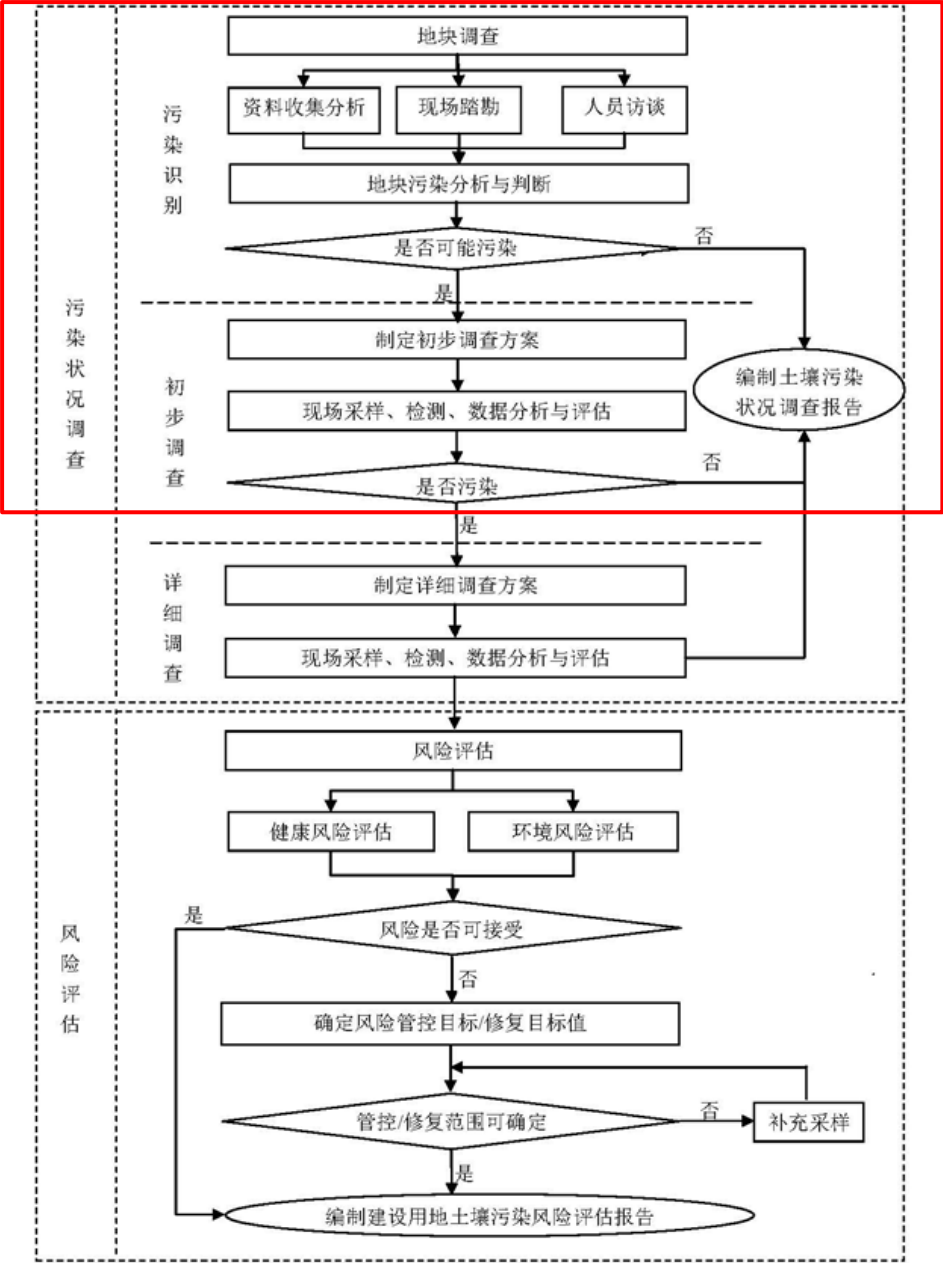 地块调查
资料收集分析
现场踏勘
人员访谈
污染识别
地块污染分析与判断
是否可能污染
否
是
污染状况调查
制定初步调查方案
编制土壤污染
状况调查报告
初步调查
现场采样、检测、数据分析与评估
是否污染
否
是
详细调查
制定详细调查方案
现场采样、检测、数据分析与评估
风险评估
健康风险评估
环境风险评估
是
风险是否可接受
风险评估
否
确定风险管控目标/修复目标值
管控/修复范围可确定
否
补充采样
是
编制建设用地土壤污染风险评估报告